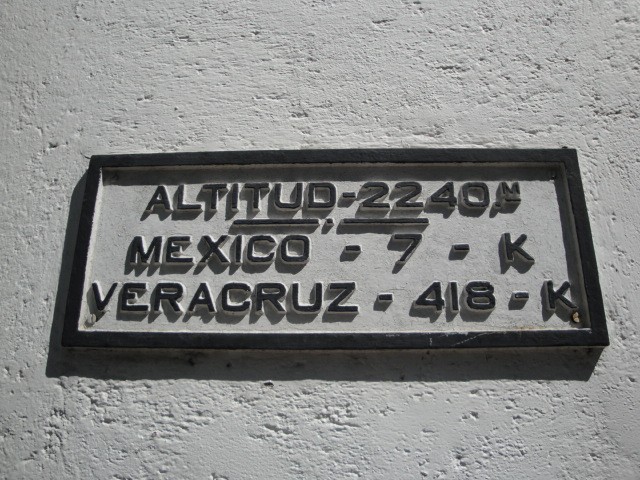 ALTITUD-2240M
MEXICO - 7 - K
VERACRUZ - 418 - K